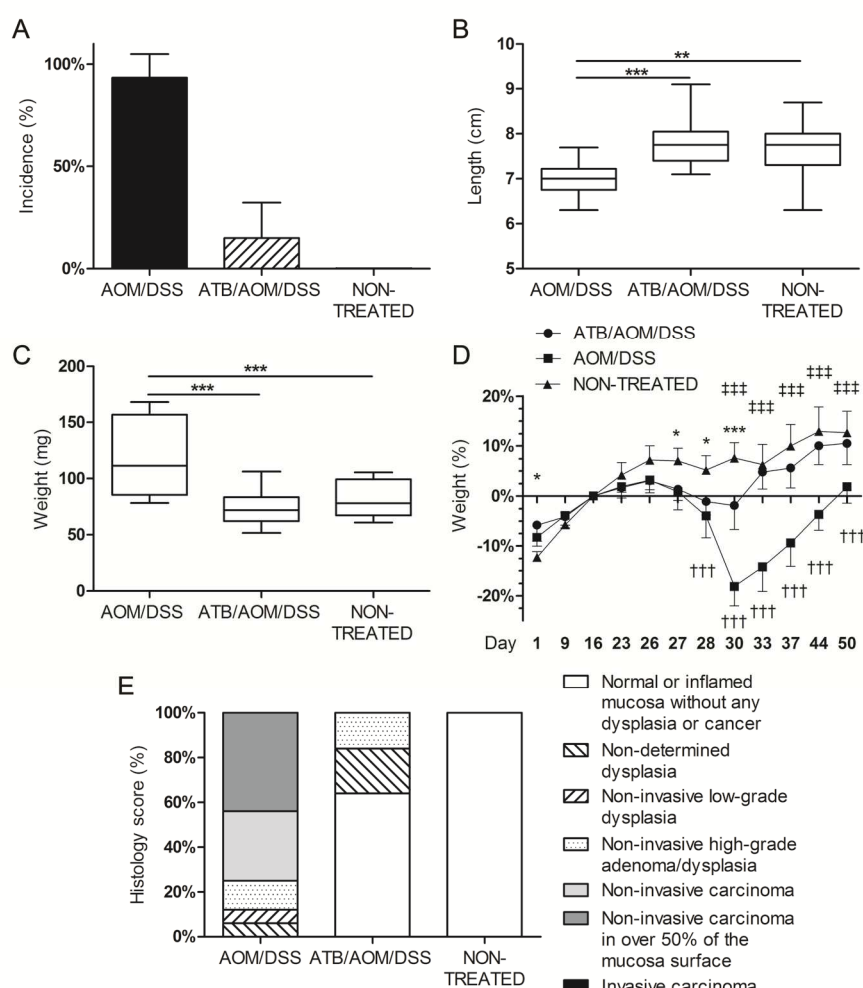 A
Incidence (%)
100%
50%
0%
AOM/DSS
ATB/AOM/DSS
NON-
TREATED
B
Length (cm)
10
9
8
7
6
5
**
***
AOM/DSS
ATB/AOM/DSS
NON-
TREATED
C
Weight (mg)
200
150
100
50
0
***
***
AOM/DSS
ATB/AOM/DSS
NON-
TREATED
D
ATB/AOM/DSS
AOM/DSS
NON-TREATED
Weight (%)
20%
10%
0%
-10%
-20%
*
*
*
***
‡‡‡
‡‡‡
‡‡‡
‡‡‡
‡‡‡
†††
†††
†††
†††
†††
†††
Day 1 9 16 23 26 27 28 30 33 37 44 50
E
Histology score (%)
100%
80%
60%
40%
20%
0%
AOM/DSS
ATB/AOM/DSS
NON-
TREATED
Normal or inflamed
mucosa without any
dysplasia or cancer
Non-determined
dysplasia
Non-invasive low-grade
dysplasia
Non-invasive high-grade
adenoma/dysplasia
Non-invasive carcinoma
Non-invasive carcinoma
in over 50% of the
mucosa surface
Invasive carcinoma